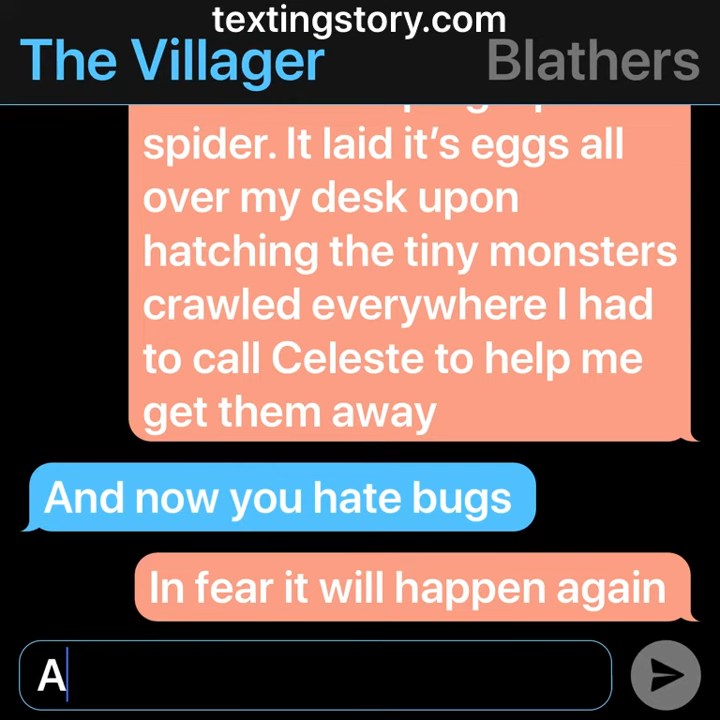 textingstory.com
The Villager Blathers
spider. It laid it’s eggs all
over my desk upon
hatching the tiny monsters
crawled everywhere I had
to call Celeste to help me
get them away
And now you hate bugs
In fear it will happen again
A